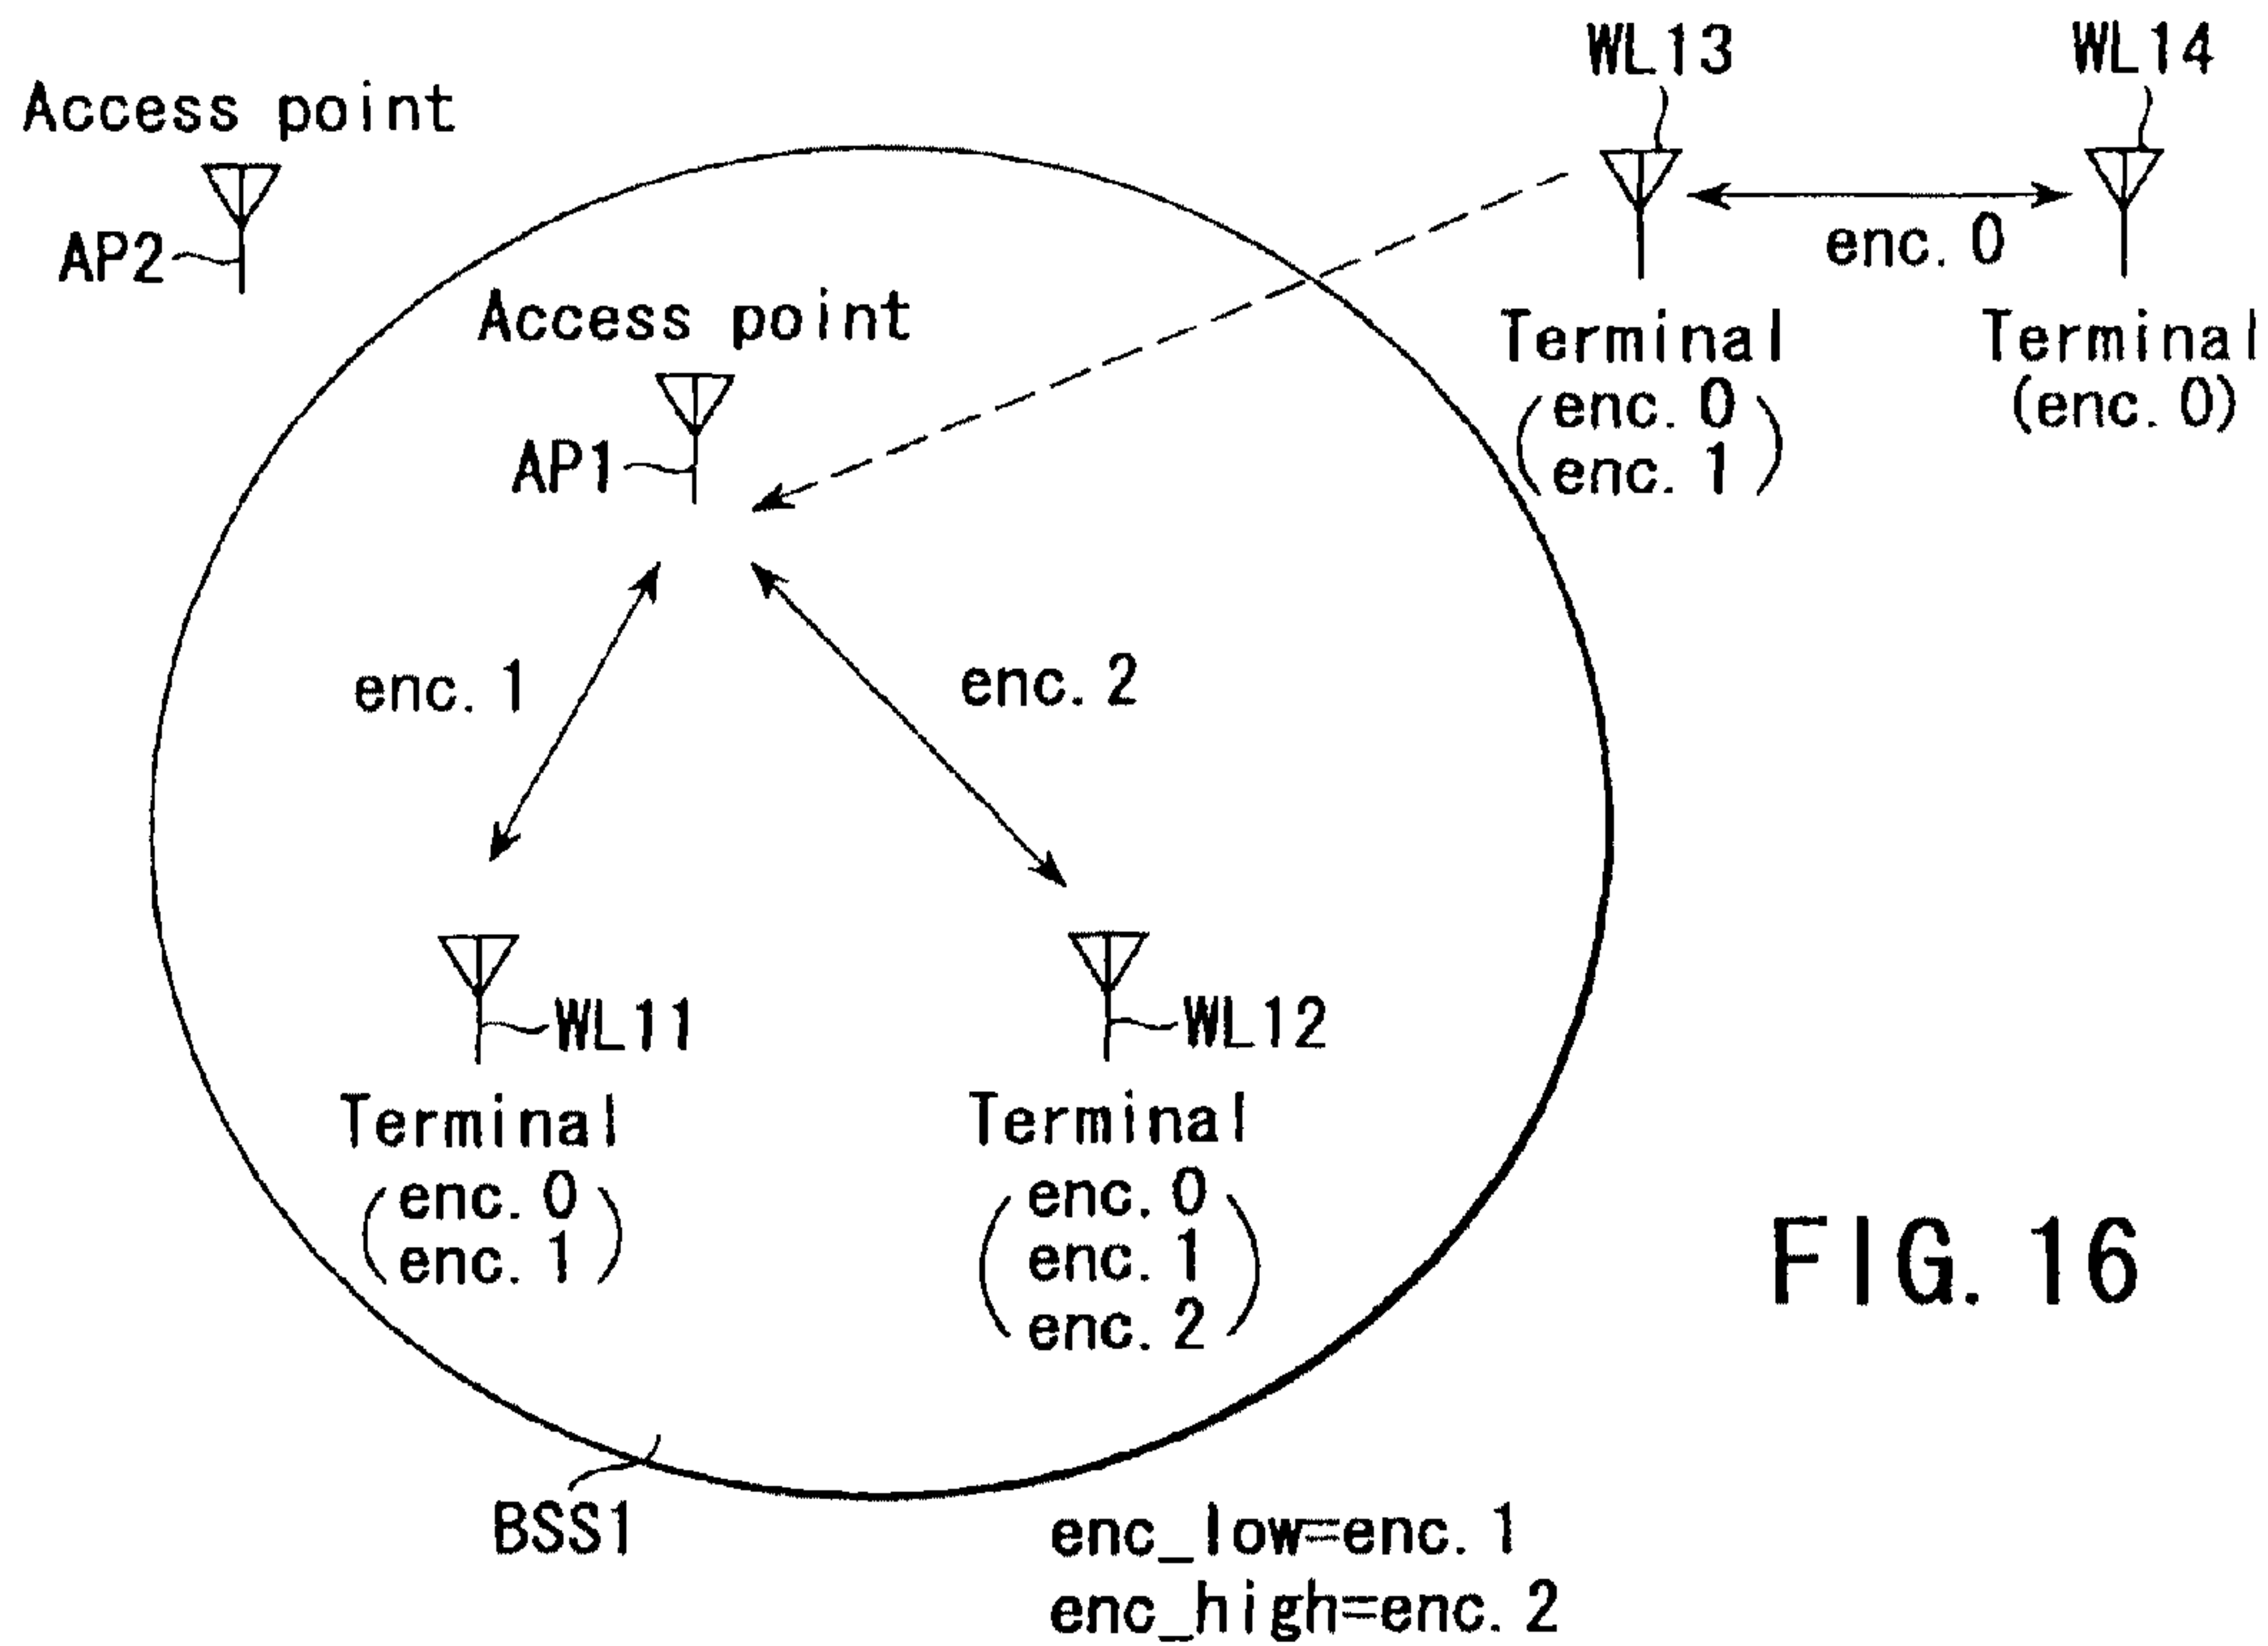 WL13
WL14
Access point
AP2
enc. 0
Access point
Terminal
(enc. 0
enc. 1)
Terminal
(enc. 0)
AP1
enc. 1
enc. 2
WL11
WL12
Terminal
(enc. 0
enc. 1)
Terminal
(enc. 0
enc. 1
enc. 2)
FIG. 16
BSS1
enc_low=enc. 1
enc_high=enc. 2